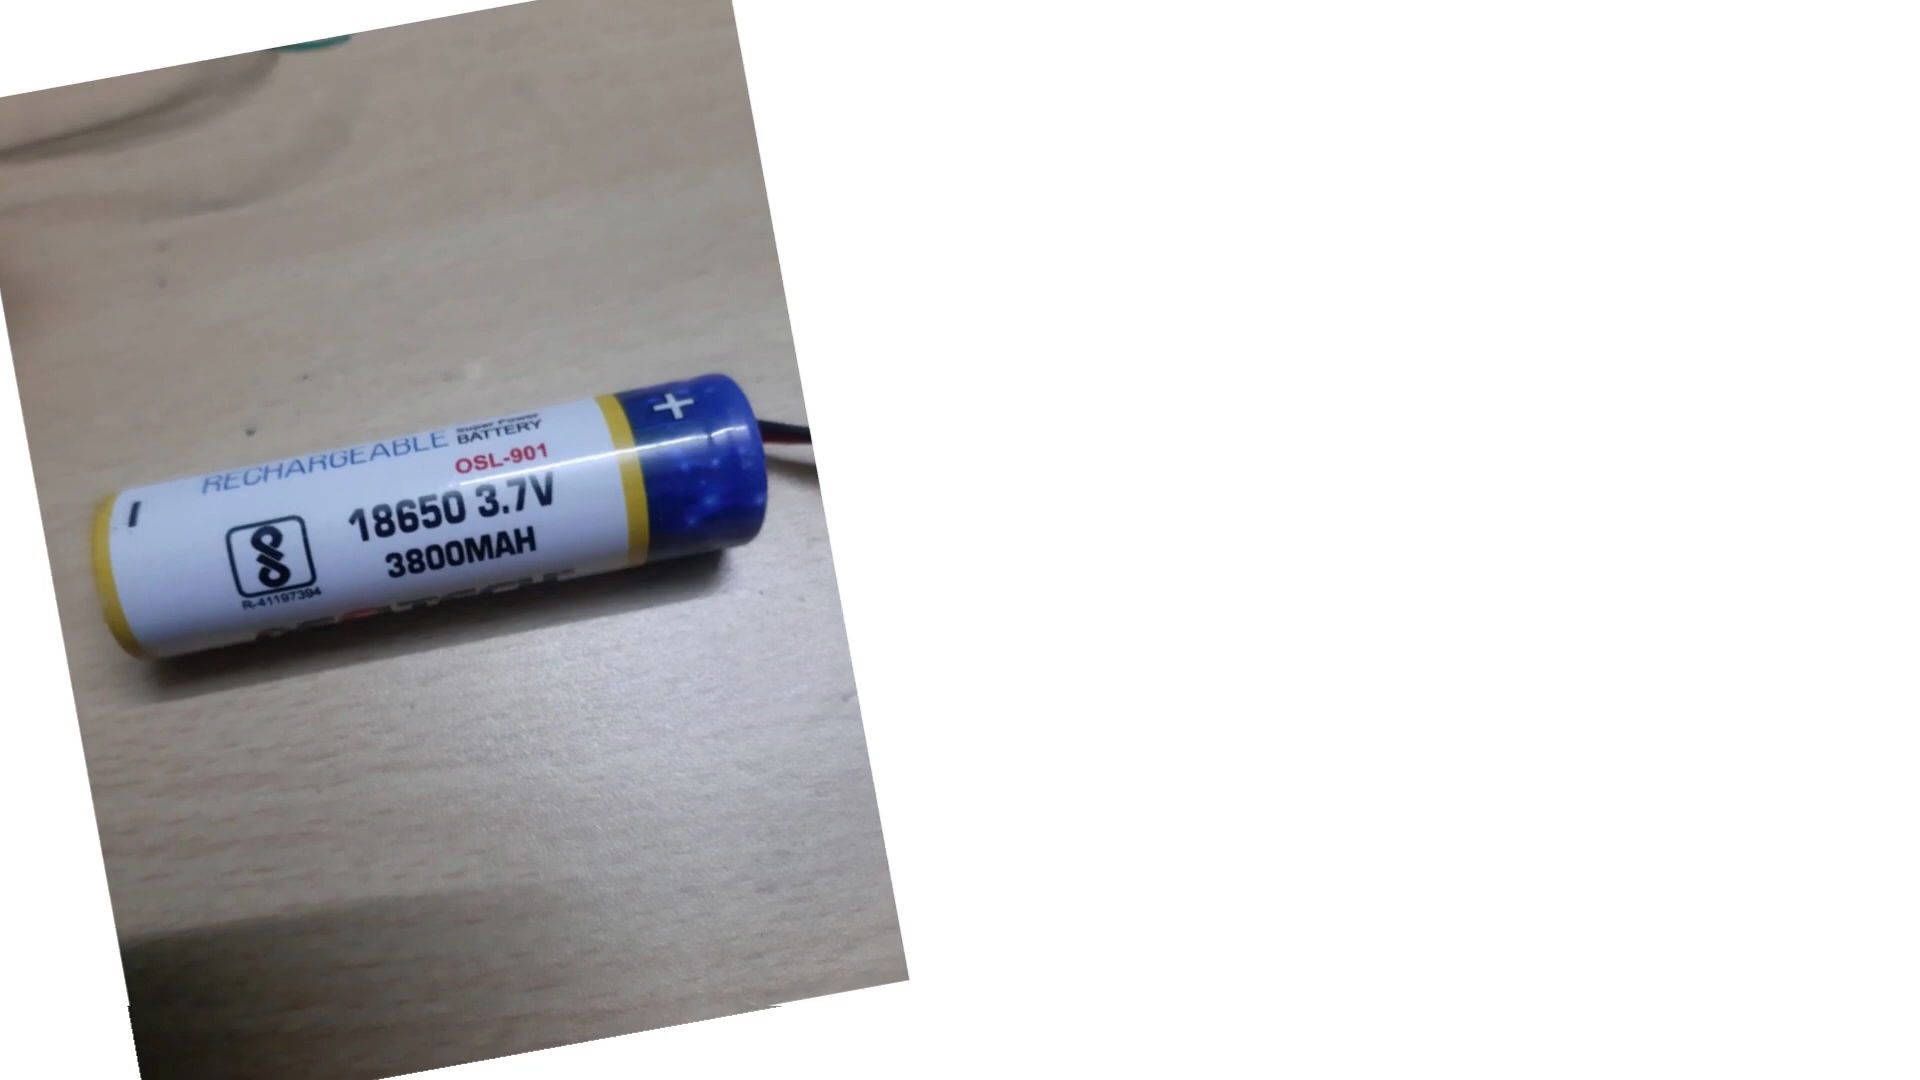 RECHARGEABLE Super Power
BATTERY
OSL-901
18650 3.7V
3800MAH
R-41197394
+
-